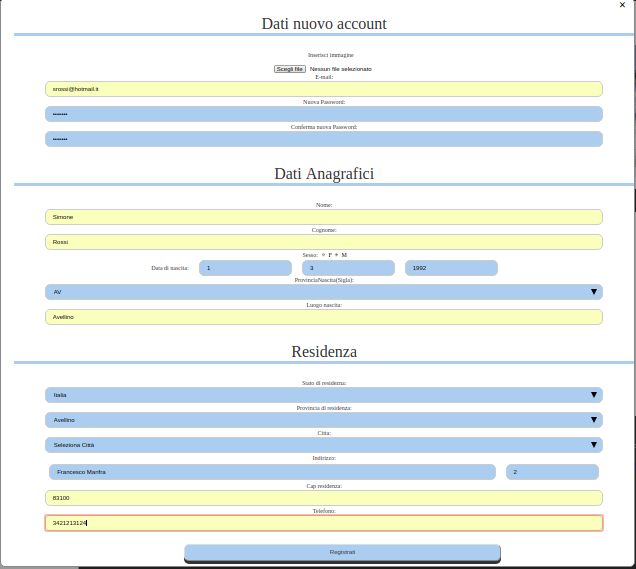 ×
Dati nuovo account
Inserisci immagine
Scegli file Nessun file selezionato
E-mail:
srossi@hotmail.it
Nuova Password:
••••••••
Conferma nuova Password:
••••••••
Dati Anagrafici
Nome:
Simone
Cognome:
Rossi
Sesso: F M
Data di nascita: 1 3 1992
ProvinciaNascita(Sigla):
AV
Luogo nascita:
Avellino
Residenza
Stato di residenza:
Italia
Provincia di residenza:
Avellino
Citta:
Seleziona Città
Indirizzo:
Francesco Manfra 2
Cap residenza:
83100
Telefono:
3421213124
Registrati